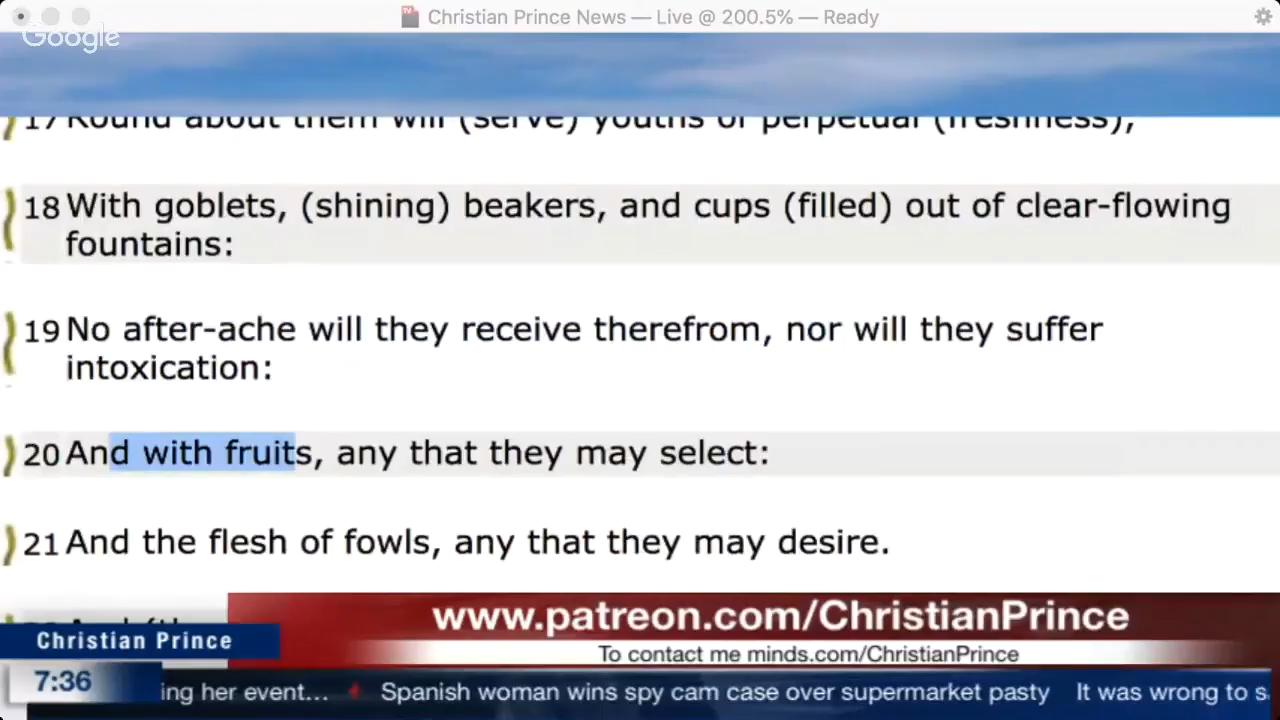 Christian Prince News — Live @ 200.5% — Ready
Google
17 Round about them will (serve) youths of perpetual (freshness),
18 With goblets, (shining) beakers, and cups (filled) out of clear-flowing
fountains:
19 No after-ache will they receive therefrom, nor will they suffer
intoxication:
20 And with fruits, any that they may select:
21 And the flesh of fowls, any that they may desire.
www.patreon.com/ChristianPrince
Christian Prince
To contact me minds.com/ChristianPrince
7:36
ing her event... Spanish woman wins spy cam case over supermarket pasty It was wrong to s